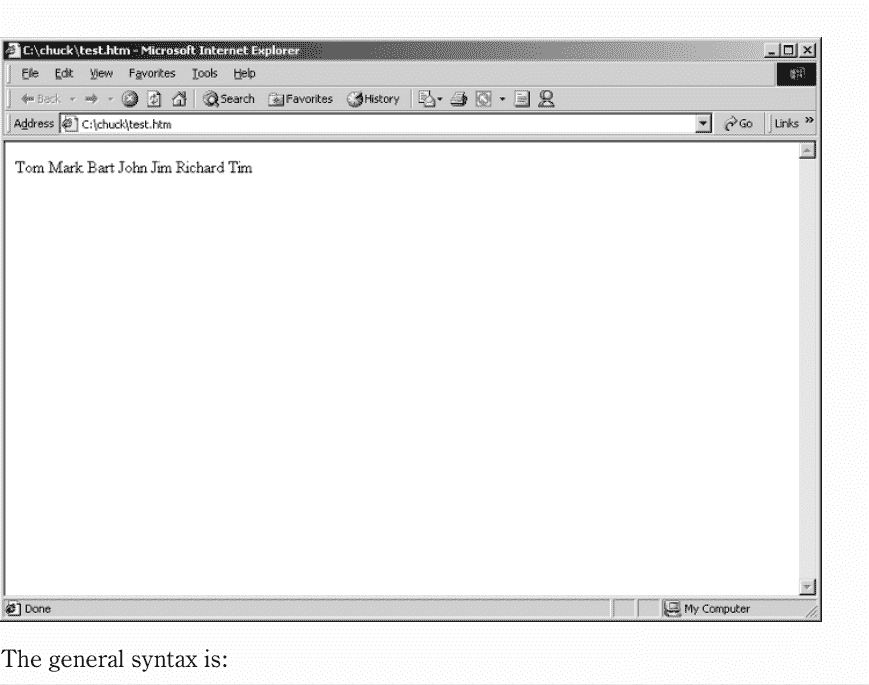 C:\chuck\test.htm - Microsoft Internet Explorer
File Edit View Favorites Tools Help
Back Search Favorites History
Address C:\chuck\test.htm Go Links »
Tom Mark Bart John Jim Richard Tim
Done My Computer
The general syntax is: